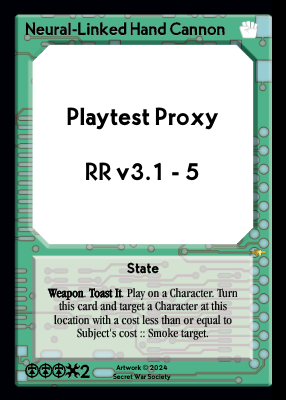 Neural-Linked Hand Cannon
Playtest Proxy
RR v3.1 - 5
State
Weapon. Toast It. Play on a Character. Turn
this card and target a Character at this
location with a cost less than or equal to
Subject's cost :: Smoke target.
2
Artwork © 2024
Secret War Society